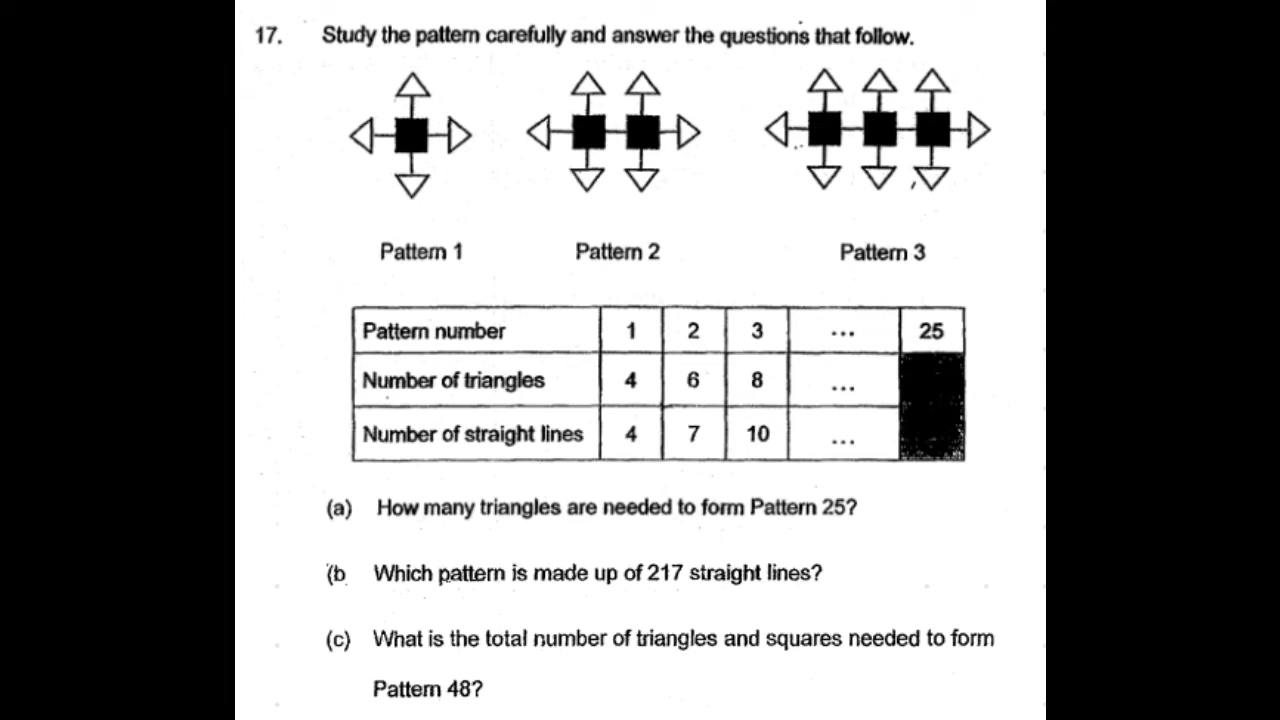 17. Study the pattern carefully and answer the questions that follow.
Pattern 1 Pattern 2 Pattern 3
Pattern number 1 2 3 ... 25
Number of triangles 4 6 8 ...
Number of straight lines 4 7 10 ...
(a) How many triangles are needed to form Pattern 25?
(b Which pattern is made up of 217 straight lines?
(c) What is the total number of triangles and squares needed to form
Pattern 48?